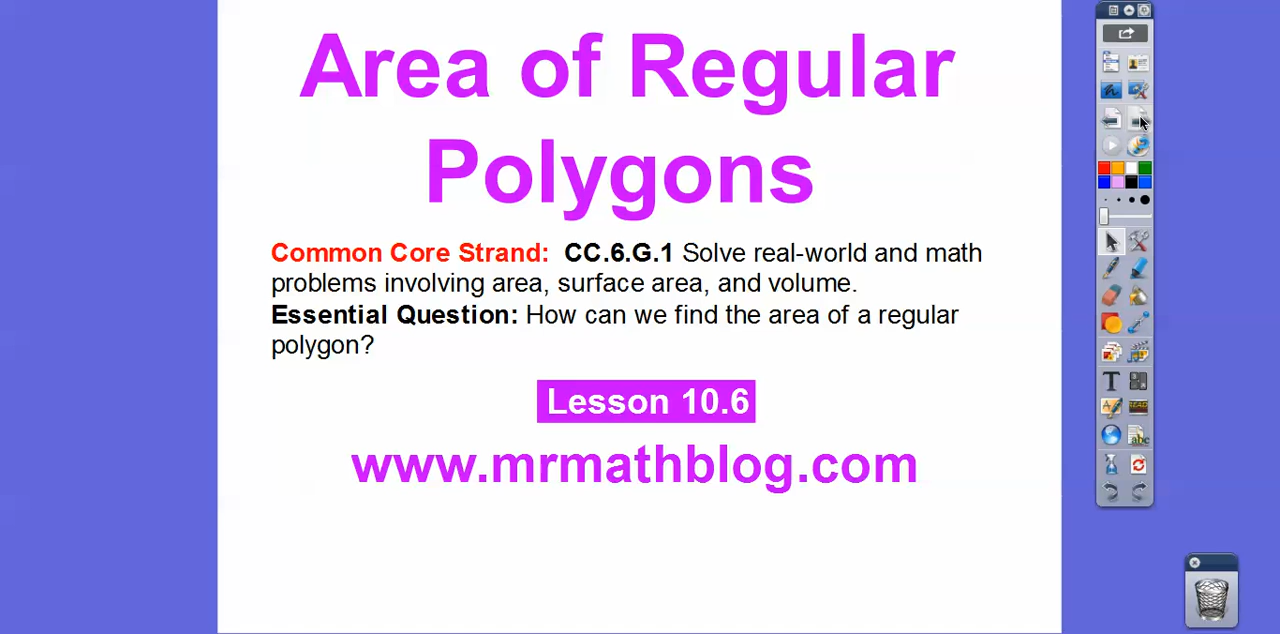 Area of Regular
Polygons
Common Core Strand: CC.6.G.1 Solve real-world and math
problems involving area, surface area, and volume.
Essential Question: How can we find the area of a regular
polygon?
Lesson 10.6
www.mrmathblog.com